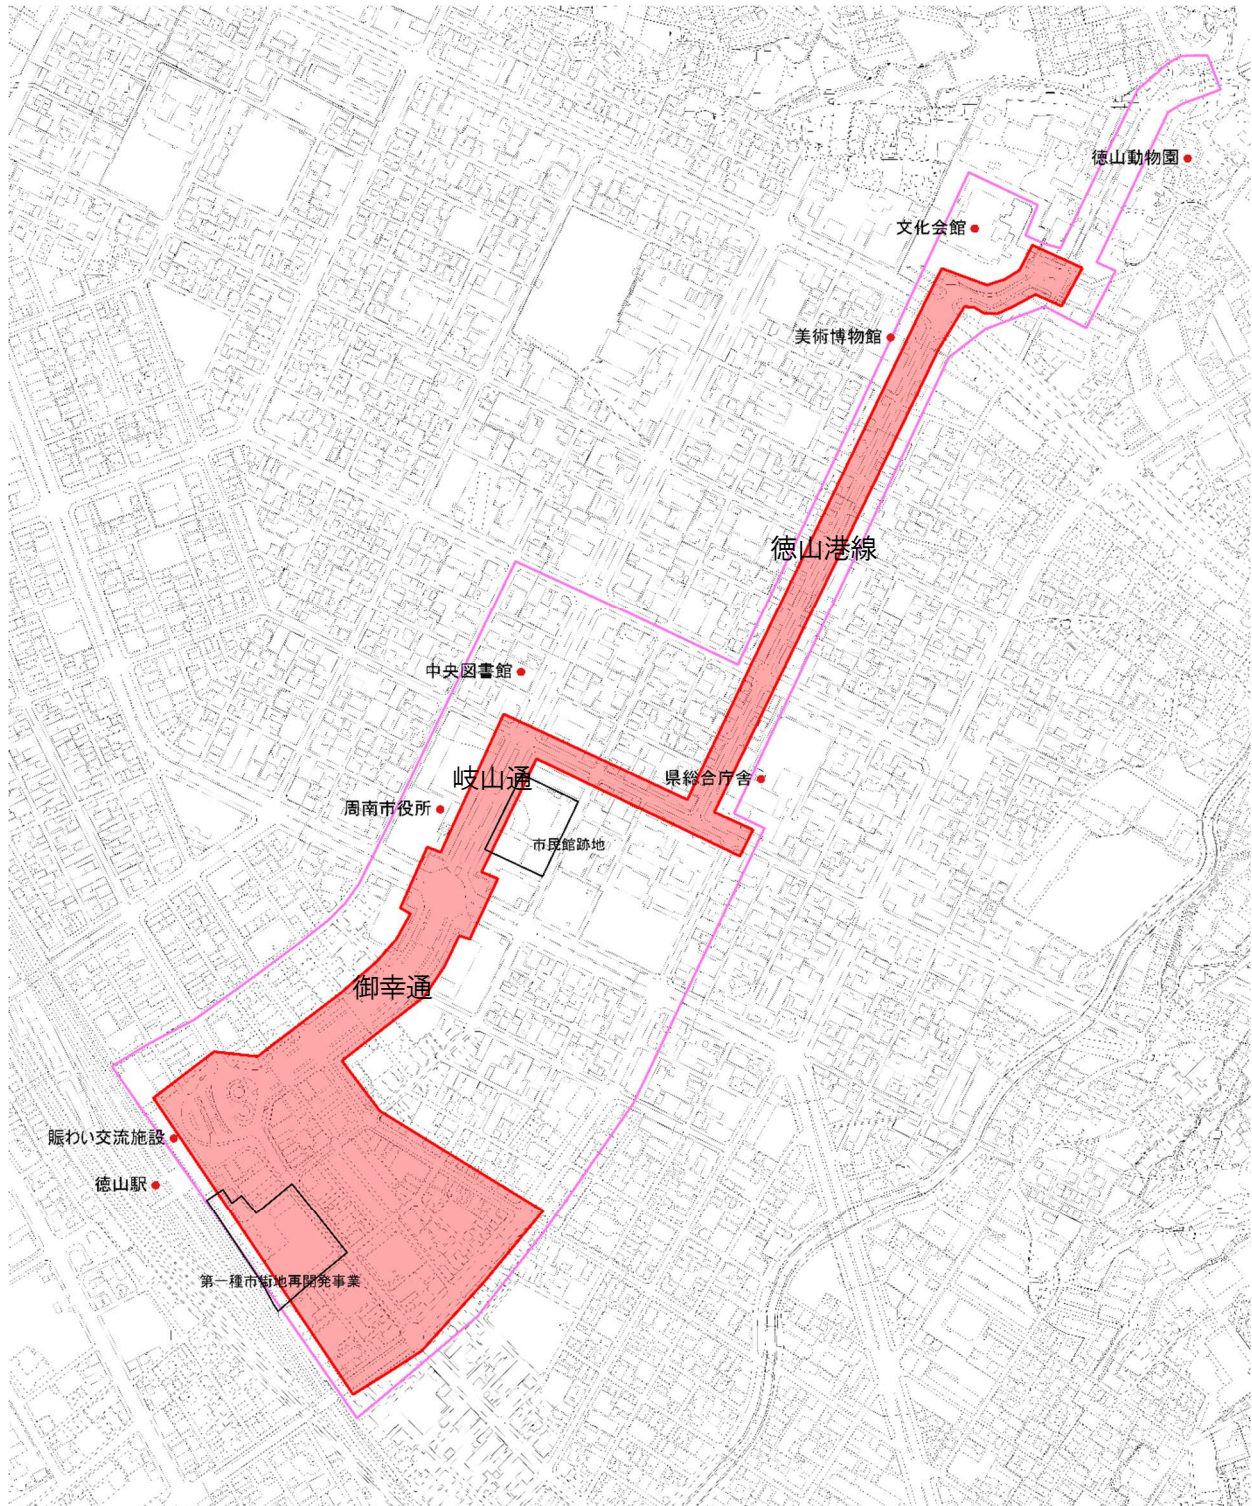 徳山動物園
文化会館
美術博物館
徳山港線
中央図書館
岐山通
県総合庁舎
周南市役所
市民館跡地
御幸通
賑わい交流施設
徳山駅
第一種市街地再開発事業